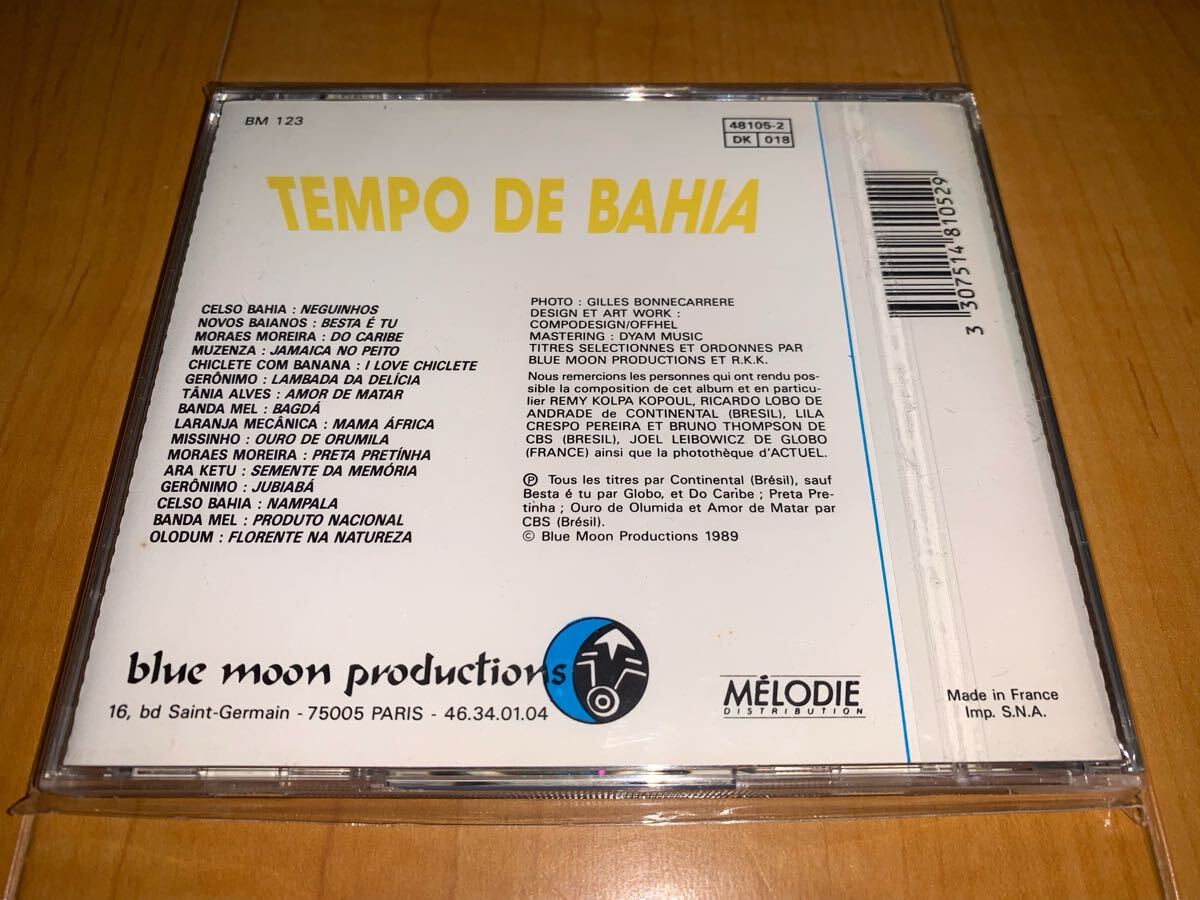 BM 123
48105-2
DK 018
TEMPO DE BAHIA
CELSO BAHIA : NEGUINHOS
NOVOS BAIANOS : BESTA É TU
MORAES MOREIRA : DO CARIBE
MUZENZA : JAMAICA NO PEITO
CHICLETE COM BANANA : I LOVE CHICLETE
GERÔNIMO : LAMBADA DA DELÍCIA
TÂNIA ALVES : AMOR DE MATAR
BANDA MEL : BAGDÁ
LARANJA MECÂNICA : MAMA ÁFRICA
MISSINHO : OURO DE ORUMILA
MORAES MOREIRA : PRETA PRETÍNHA
ARA KETU : SEMENTE DA MEMÓRIA
GERÔNIMO : JUBIABÁ
CELSO BAHIA : NAMPALA
BANDA MEL : PRODUTO NACIONAL
OLODUM : FLORENTE NA NATUREZA
PHOTO : GILLES BONNECARRERE
DESIGN ET ART WORK :
COMPODESIGN/OFFHEL
MASTERING : DYAM MUSIC
TITRES SELECTIONNES ET ORDONNES PAR
BLUE MOON PRODUCTIONS ET R.K.K.
Nous remercions les personnes qui ont rendu pos-
sible la composition de cet album et en particu-
lier REMY KOLPA KOPOUL, RICARDO LOBO DE
ANDRADE de CONTINENTAL (BRESIL), LILA
CRESPO PEREIRA ET BRUNO THOMPSON DE
CBS (BRESIL), JOEL LEIBOWICZ DE GLOBO
(FRANCE) ainsi que la photothèque d'ACTUEL.
Ⓟ Tous les titres par Continental (Brésil), sauf
Besta é tu par Globo, et Do Caribe ; Preta Pre-
tinha ; Ouro de Olumida et Amor de Matar par
CBS (Brésil).
© Blue Moon Productions 1989
3 307514 810529
blue moon productions
16, bd Saint-Germain - 75005 PARIS - 46.34.01.04
MÉLODIE
DISTRIBUTION
Made in France
Imp. S.N.A.